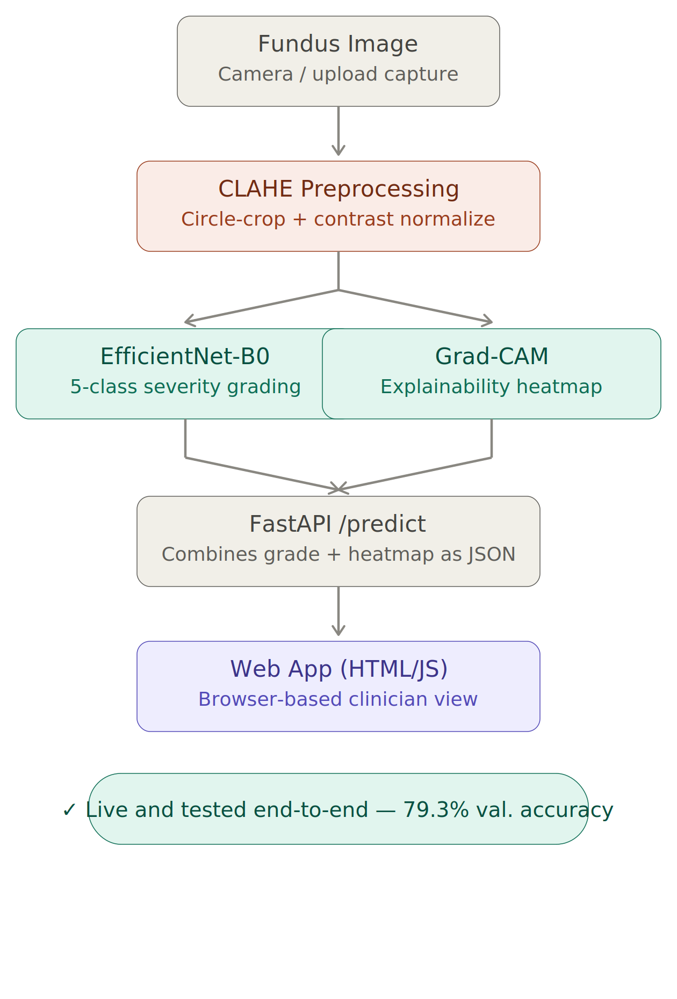 Fundus Image
Camera / upload capture
CLAHE Preprocessing
Circle-crop + contrast normalize
EfficientNet-B0
5-class severity grading
Grad-CAM
Explainability heatmap
FastAPI /predict
Combines grade + heatmap as JSON
Web App (HTML/JS)
Browser-based clinician view
✓ Live and tested end-to-end — 79.3% val. accuracy